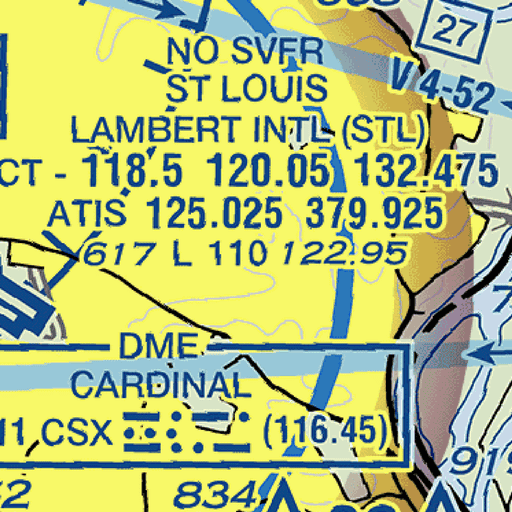 27
V 4-52
NO SVFR
ST LOUIS
LAMBERT INTL (STL)
CT - 118.5 120.05 132.475
ATIS 125.025 379.925
617 L 110 122.95
DME
CARDINAL
11 CSX (116.45)
834